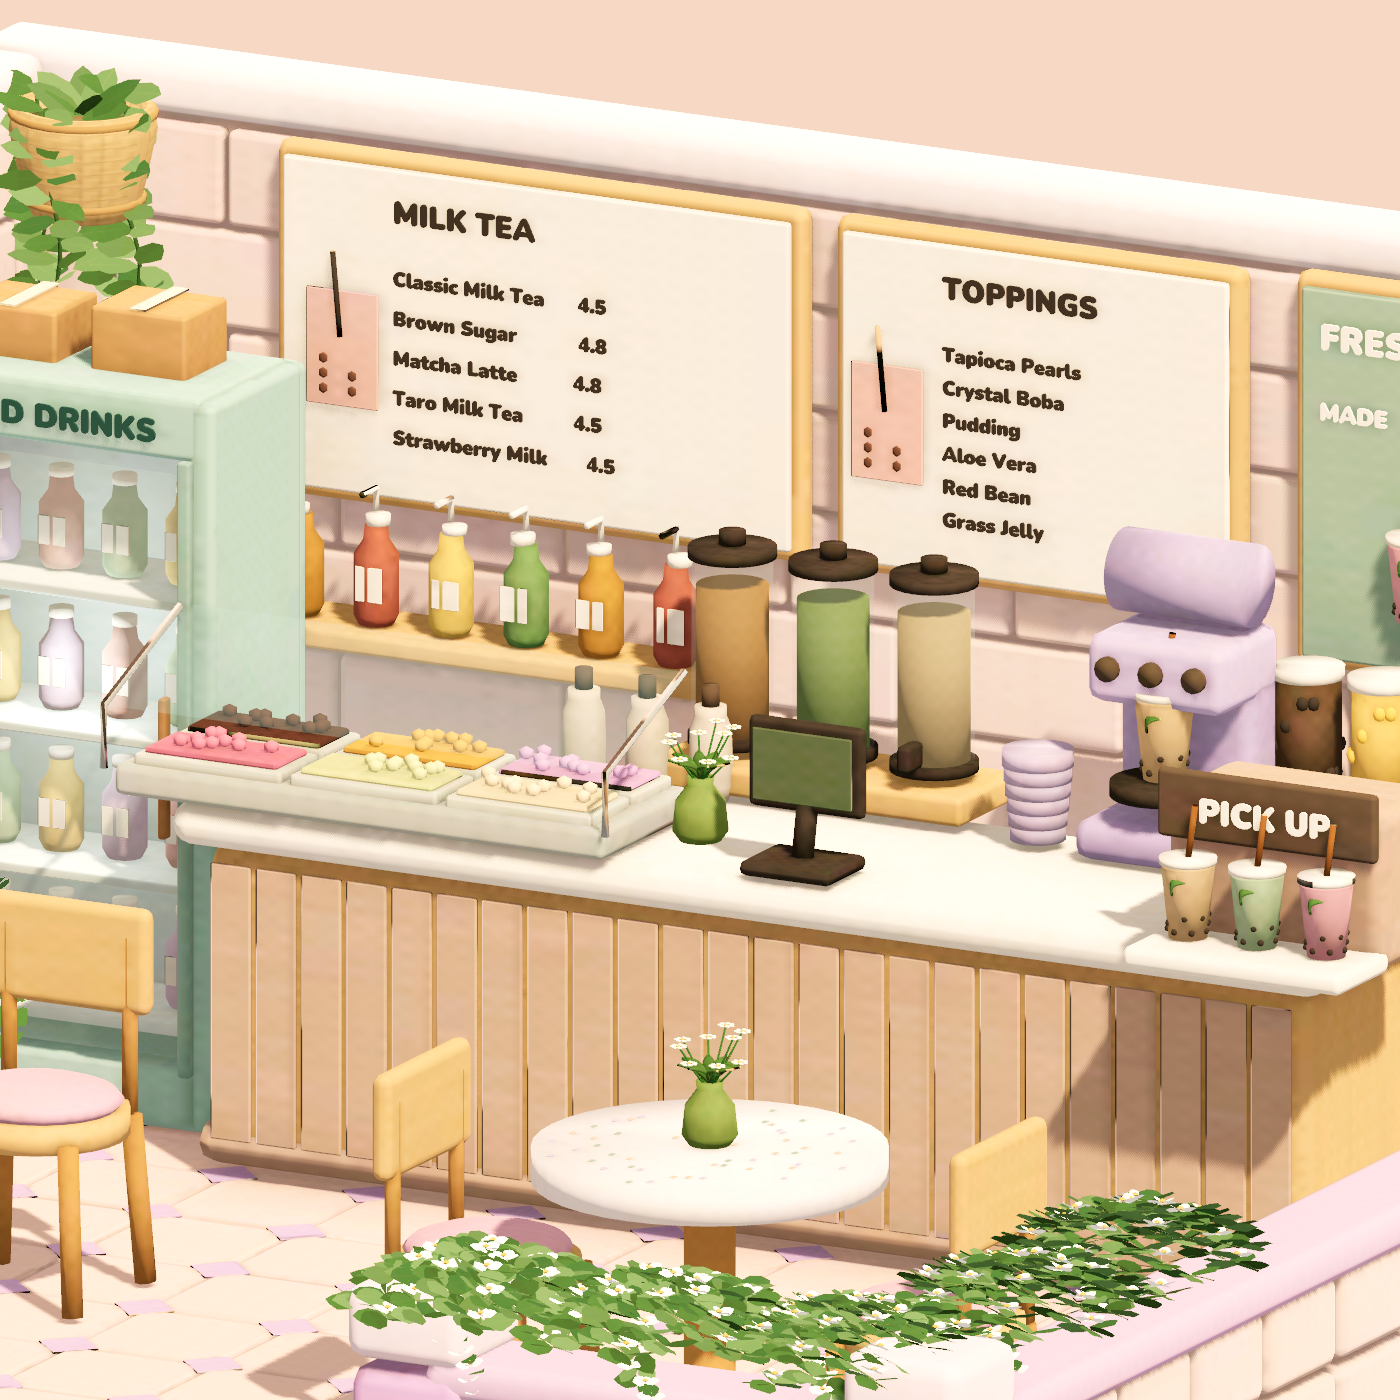 MILK TEA
Classic Milk Tea 4.5
Brown Sugar 4.8
Matcha Latte 4.8
Taro Milk Tea 4.5
Strawberry Milk 4.5
TOPPINGS
Tapioca Pearls
Crystal Boba
Pudding
Aloe Vera
Red Bean
Grass Jelly
FRES
MADE
D DRINKS
PICK UP